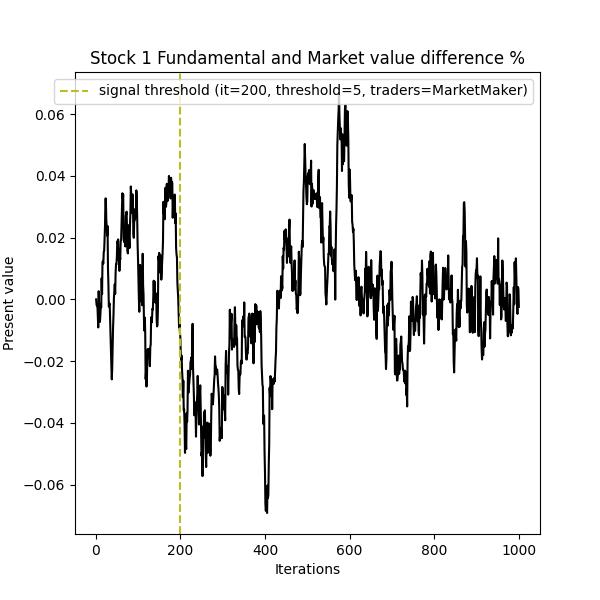 Stock 1 Fundamental and Market value difference %
signal threshold (it=200, threshold=5, traders=MarketMaker)
0.06
0.04
0.02
0.00
−0.02
−0.04
−0.06
Present value
0 200 400 600 800 1000
Iterations